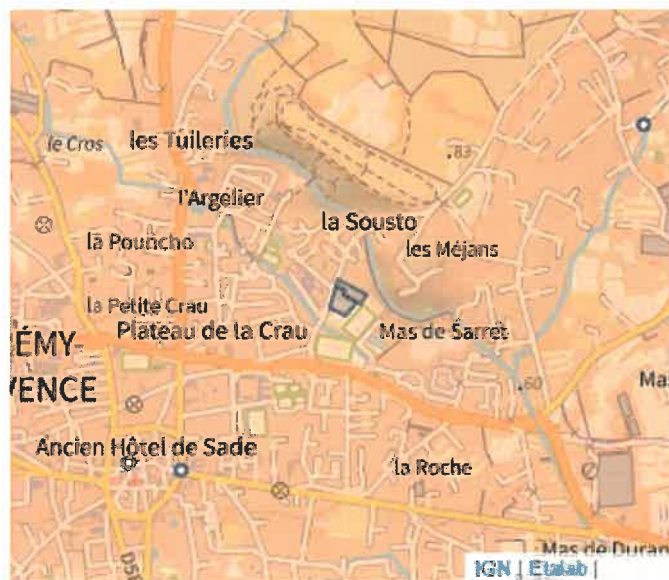 le Cros
les Tuileries
.83
l'Argelier
la Sousto
la Pouncho
les Méjans
la Petite Crau
Plateau de la Crau
Mas de Sarret
ÉMY-
VENCE
.60
Mas
Ancien Hôtel de Sade
la Roche
Mas de Duran
IGN | Etalab |